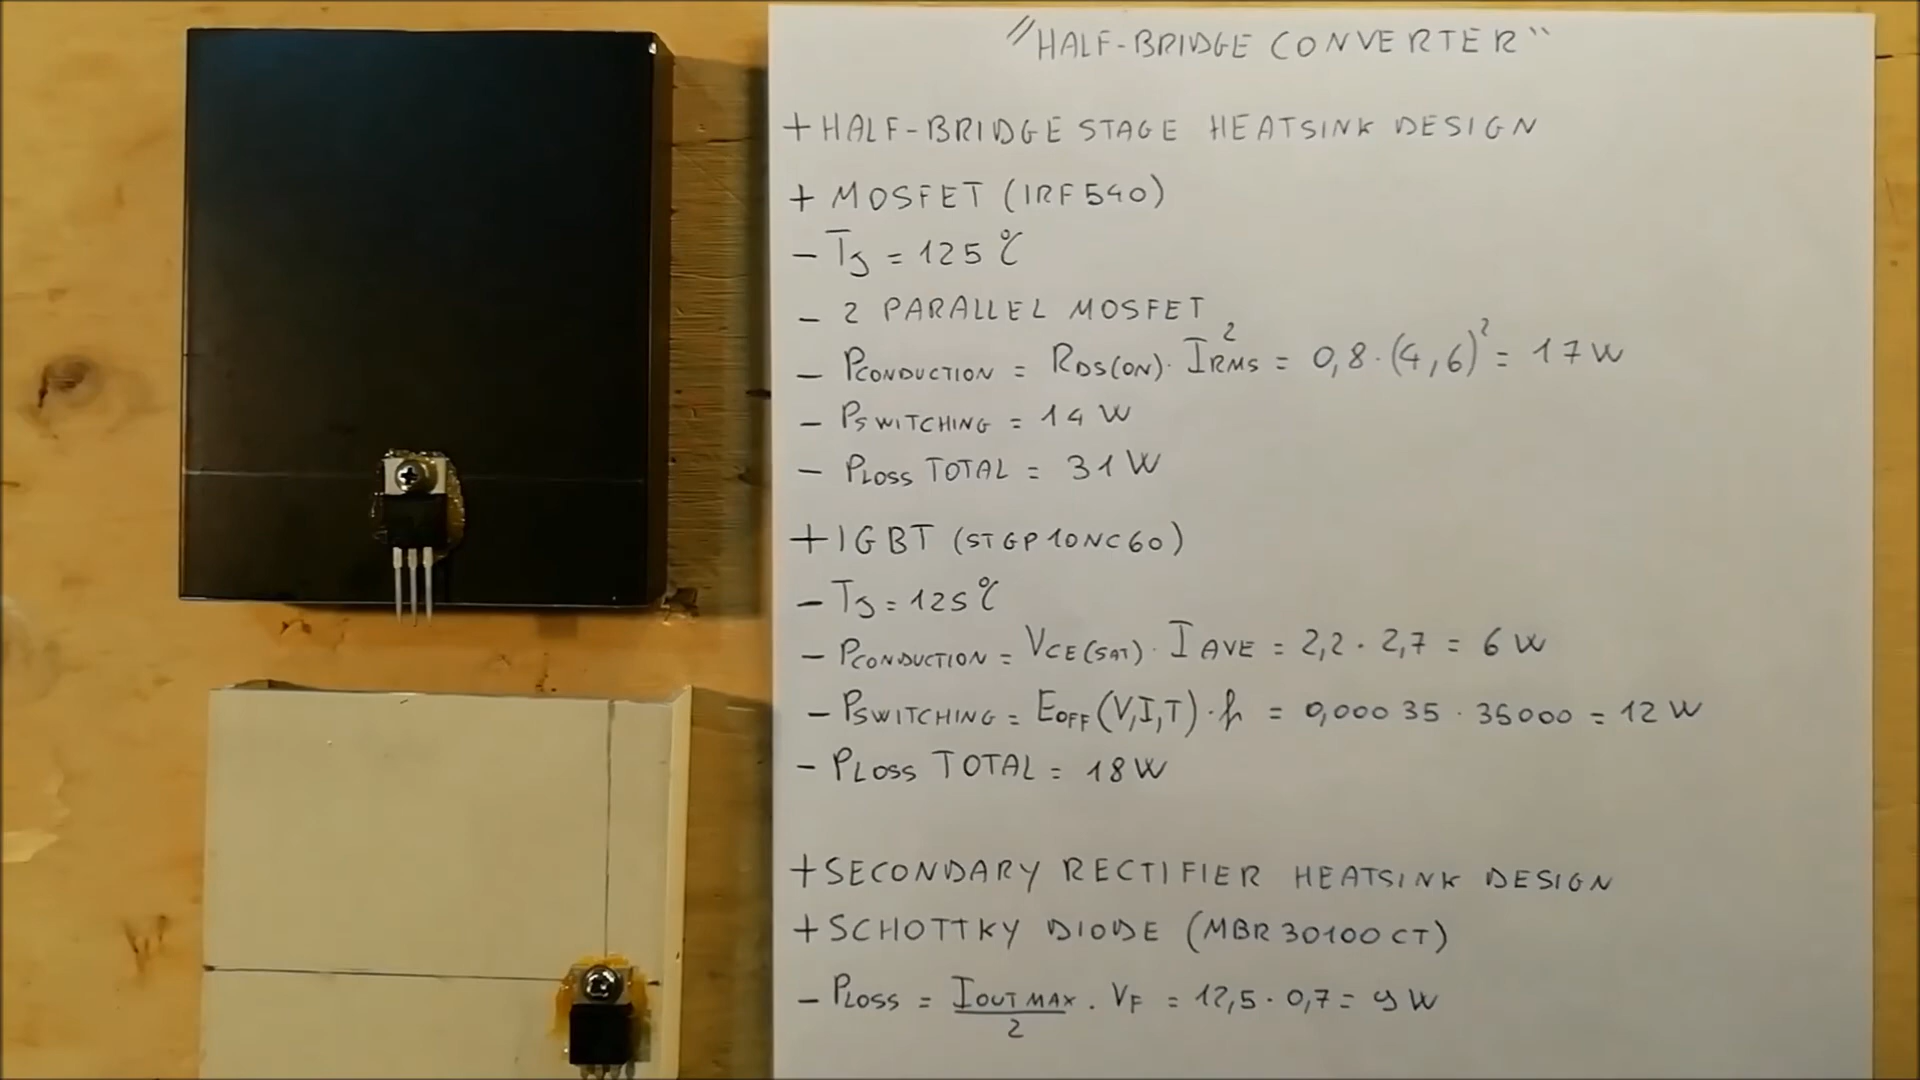 "HALF-BRIDGE CONVERTER"
+ HALF-BRIDGE STAGE HEATSINK DESIGN
+ MOSFET (IRF540)
- TJ = 125 °C
- 2 PARALLEL MOSFET
- PCONDUCTION = RDS(ON) · IRMS² = 0,8 · (4,6)² = 17 W
- PSWITCHING = 14 W
- PLOSS TOTAL = 31 W
+ IGBT (STGP10NC60)
- TJ = 125 °C
- PCONDUCTION = VCE(SAT) · IAVE = 2,2 · 2,7 = 6 W
- PSWITCHING = EOFF(V,I,T) · f = 0,00035 · 35000 = 12 W
- PLOSS TOTAL = 18 W
+ SECONDARY RECTIFIER HEATSINK DESIGN
+ SCHOTTKY DIODE (MBR30100CT)
- PLOSS = IOUTMAX/2 · VF = 12,5 · 0,7 = 9 W